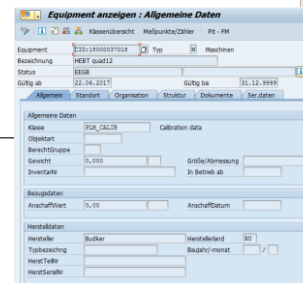 Equipment anzeigen : Allgemeine Daten
Klassenübersicht Meßpunkte/Zähler Pit - FM
Equipment CID:18000037018 Typ M Maschinen
Bezeichnung HEBT quad12
Status EEGB
Gültig ab 22.06.2017 Gültig bis 31.12.9999
Allgemein Standort Organisation Struktur Dokumente Ser.daten
Allgemeine Daten
Klasse PLM_CALIB Calibration data
Objektart
BerechtGruppe
Gewicht 0,000 Größe/Abmessung
InventarNr In Betrieb ab
Bezugsdaten
AnschaffWert 0,00 AnschaffDatum
Herstelldaten
Hersteller Budker Herstellerland RU
Typbezeichng Baujahr/-monat /
HerstTeilNr
HerstSerialNr